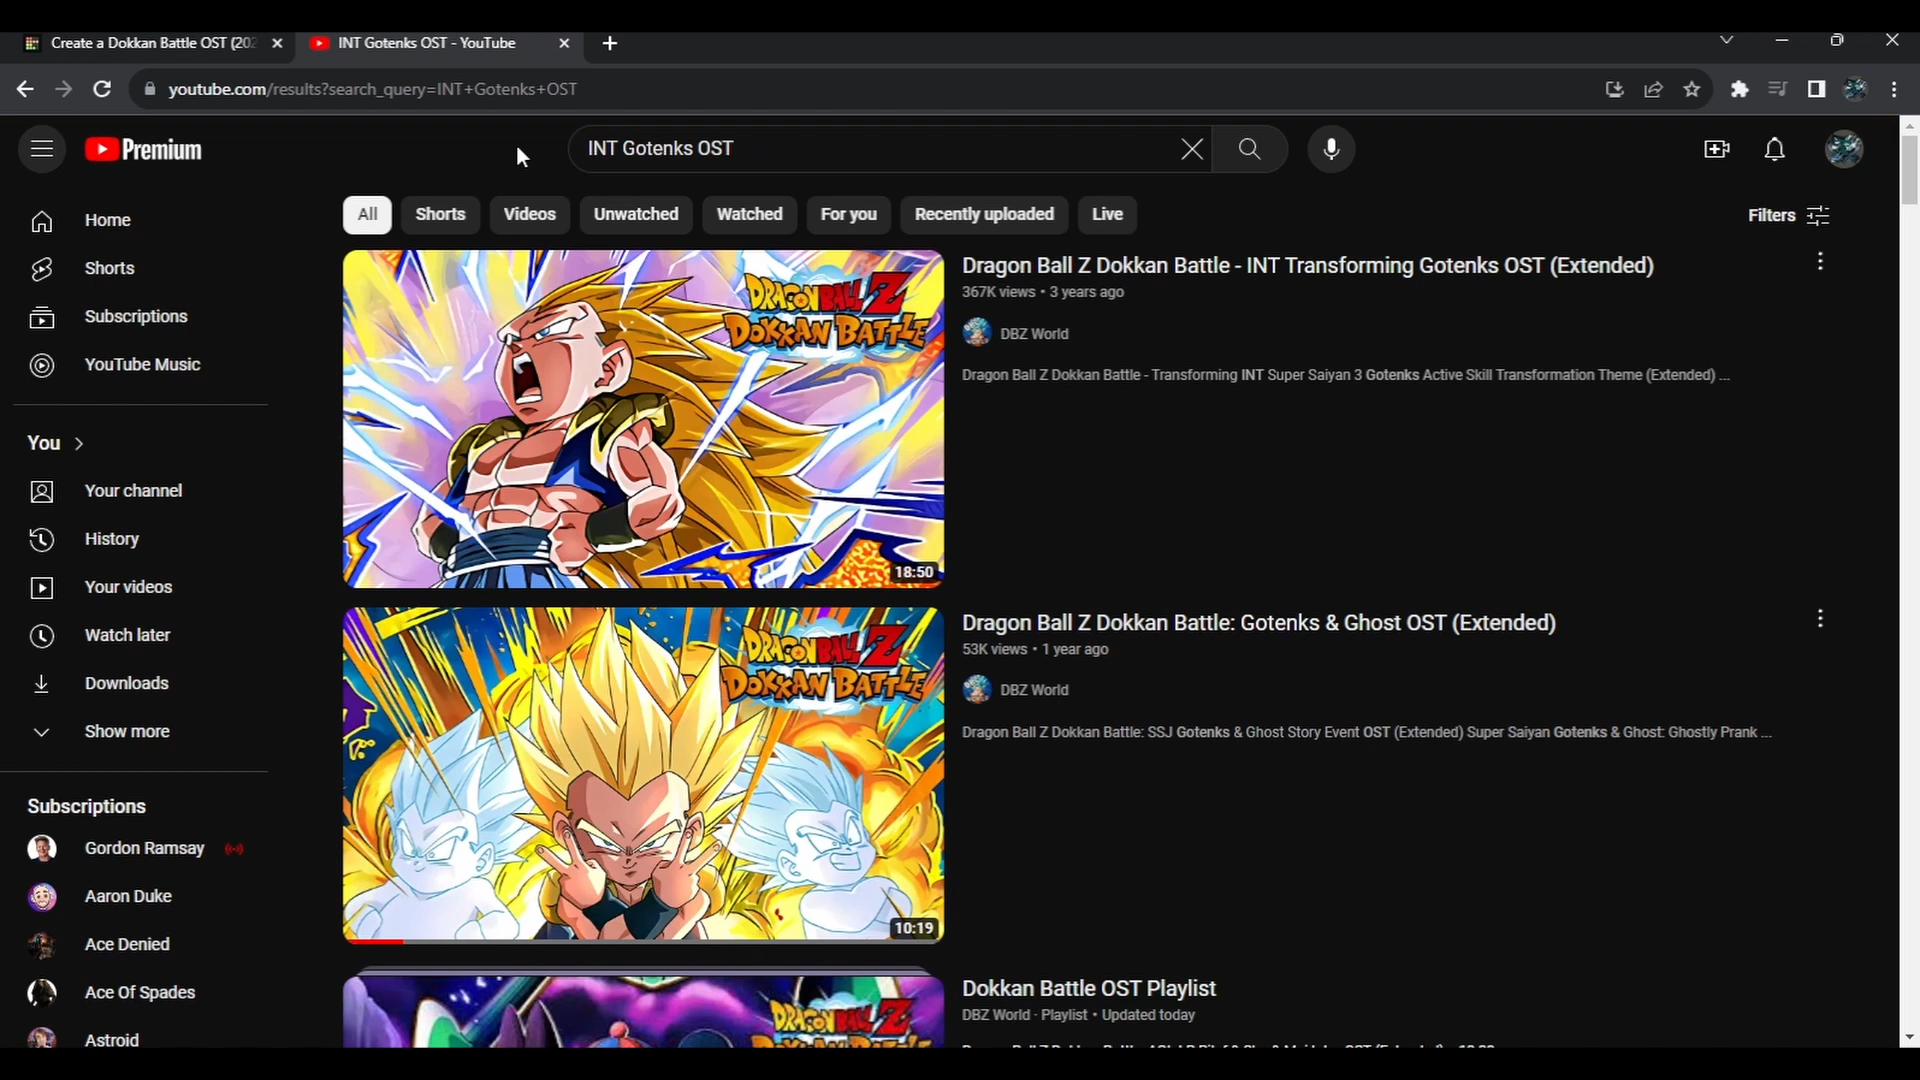 Create a Dokkan Battle OST (202
INT Gotenks OST - YouTube
youtube.com/results?search_query=INT+Gotenks+OST
Premium
INT Gotenks OST
Home
Shorts
Subscriptions
YouTube Music
You
Your channel
History
Your videos
Watch later
Downloads
Show more
Subscriptions
Gordon Ramsay
Aaron Duke
Ace Denied
Ace Of Spades
Astroid
All
Shorts
Videos
Unwatched
Watched
For you
Recently uploaded
Live
Filters
DRAGON BALL Z
DOKKAN BATTLE
18:50
Dragon Ball Z Dokkan Battle - INT Transforming Gotenks OST (Extended)
367K views • 3 years ago
DBZ World
Dragon Ball Z Dokkan Battle - Transforming INT Super Saiyan 3 Gotenks Active Skill Transformation Theme (Extended) ...
DRAGON BALL Z
DOKKAN BATTLE
10:19
Dragon Ball Z Dokkan Battle: Gotenks & Ghost OST (Extended)
53K views • 1 year ago
DBZ World
Dragon Ball Z Dokkan Battle: SSJ Gotenks & Ghost Story Event OST (Extended) Super Saiyan Gotenks & Ghost: Ghostly Prank ...
DRAGON BALL Z
Dokkan Battle OST Playlist
DBZ World · Playlist • Updated today